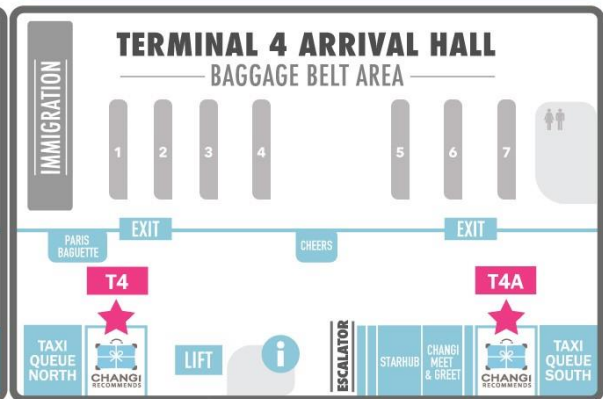 TERMINAL 4 ARRIVAL HALL
BAGGAGE BELT AREA
IMMIGRATION
1
2
3
4
5
6
7
EXIT
EXIT
PARIS
BAGUETTE
CHEERS
T4
T4A
TAXI
QUEUE
NORTH
CHANGI
RECOMMENDS
LIFT
i
ESCALATOR
STARHUB
CHANGI
MEET
& GREET
CHANGI
RECOMMENDS
TAXI
QUEUE
SOUTH